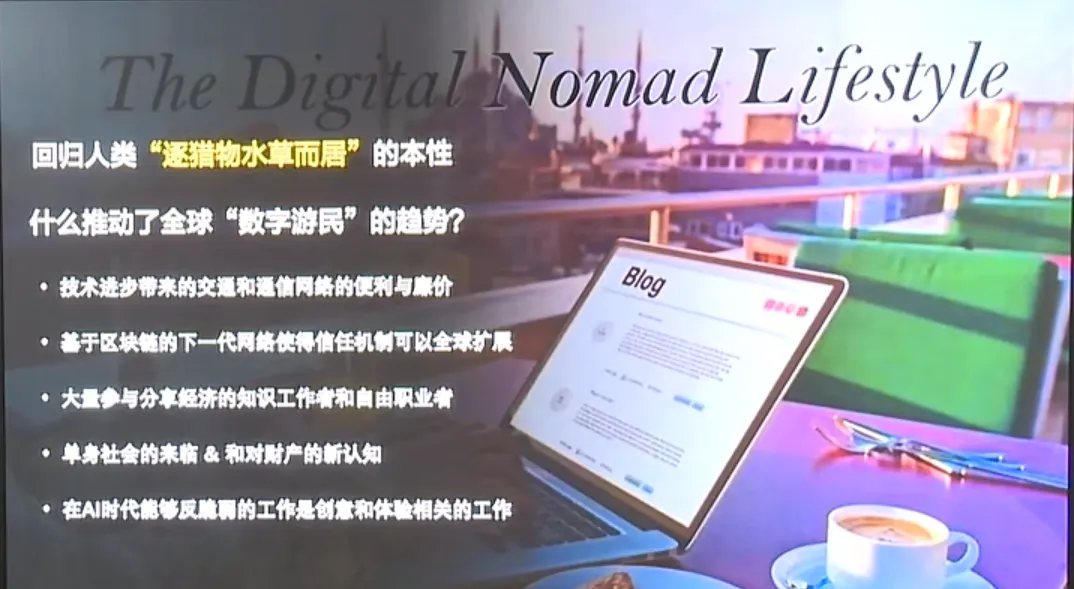 The Digital Nomad Lifestyle
回归人类“逐猎物水草而居”的本性
什么推动了全球“数字游民”的趋势?
• 技术进步带来的交通和通信网络的便利与廉价
• 基于区块链的下一代网络使得信任机制可以全球扩展
• 大量参与分享经济的知识工作者和自由职业者
• 单身社会的来临 & 和对财产的新认知
• 在AI时代能够反脆弱的工作是创意和体验相关的工作
Blog